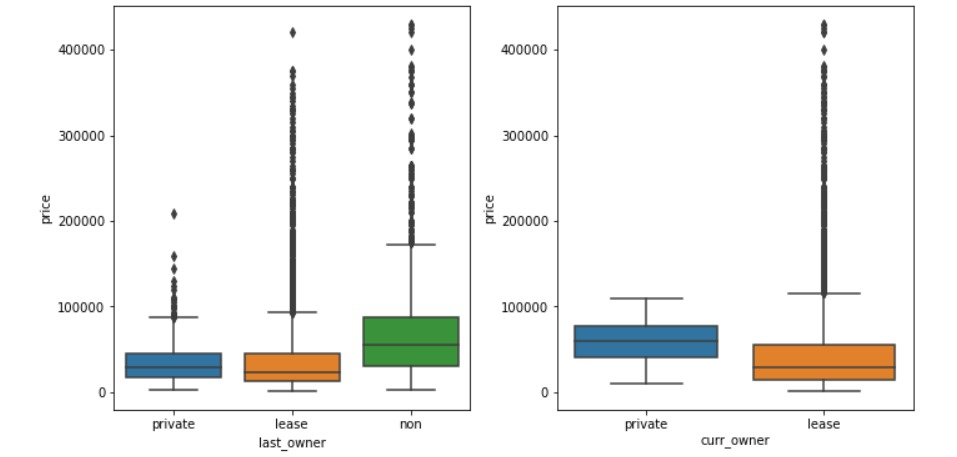 400000
300000
200000
100000
0
price
private
lease
non
last_owner
400000
300000
200000
100000
0
price
private
lease
curr_owner